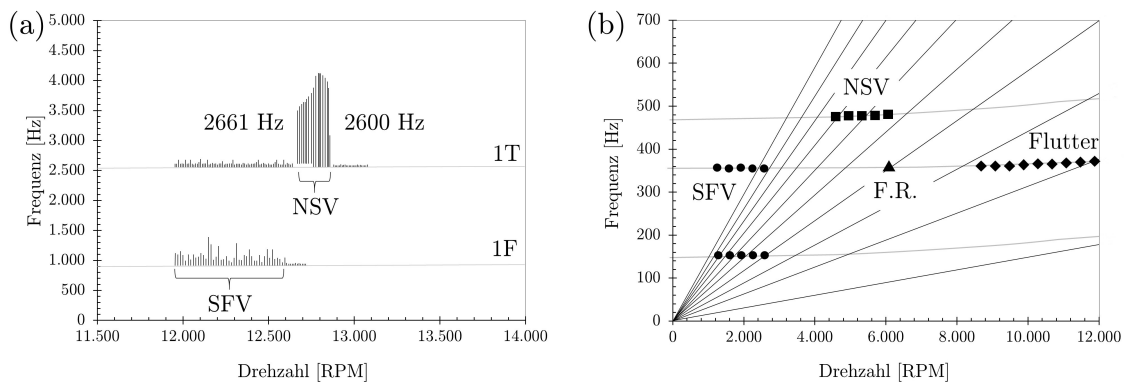 (a)
Frequenz [Hz]
5.000
4.500
4.000
3.500
3.000
2.500
2.000
1.500
1.000
500
0
2661 Hz
2600 Hz
1T
NSV
1F
SFV
11.500
12.000
12.500
13.000
13.500
14.000
Drehzahl [RPM]
(b)
Frequenz [Hz]
700
600
500
400
300
200
100
0
NSV
Flutter
SFV
F.R.
0
2.000
4.000
6.000
8.000
10.000
12.000
Drehzahl [RPM]